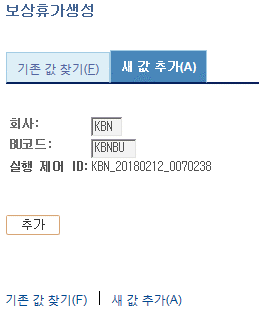 보상휴가생성
기존 값 찾기(F) 새 값 추가(A)
회사: KBN
BU코드: KBNBU
실행 제어 ID: KBN_20180212_0070238
추가
기존 값 찾기(F) | 새 값 추가(A)